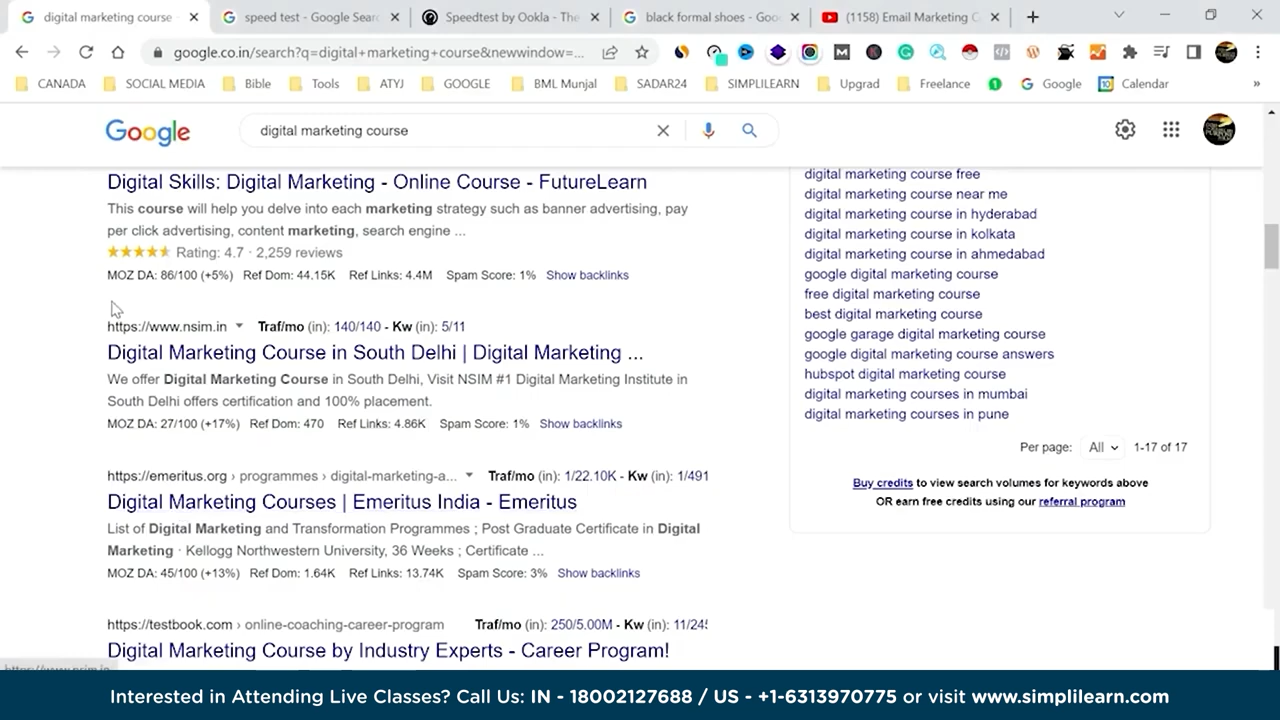 digital marketing course
speed test - Google Sear
Speedtest by Ookla - The
black formal shoes - Goo
(1158) Email Marketing C
google.co.in/search?q=digital+marketing+course&newwindow=...
CANADA
SOCIAL MEDIA
Bible
Tools
ATYJ
GOOGLE
BML Munjal
SADAR24
SIMPLILEARN
Upgrad
Freelance
Google
Calendar
Google
digital marketing course
Digital Skills: Digital Marketing - Online Course - FutureLearn
This course will help you delve into each marketing strategy such as banner advertising, pay
per click advertising, content marketing, search engine ...
Rating: 4.7 · 2,259 reviews
MOZ DA: 86/100 (+5%) Ref Dom: 44.15K Ref Links: 4.4M Spam Score: 1% Show backlinks
https://www.nsim.in Traf/mo (in): 140/140 - Kw (in): 5/11
Digital Marketing Course in South Delhi | Digital Marketing ...
We offer Digital Marketing Course in South Delhi, Visit NSIM #1 Digital Marketing Institute in
South Delhi offers certification and 100% placement.
MOZ DA: 27/100 (+17%) Ref Dom: 470 Ref Links: 4.86K Spam Score: 1% Show backlinks
https://emeritus.org › programmes › digital-marketing-a... Traf/mo (in): 1/22.10K - Kw (in): 1/491
Digital Marketing Courses | Emeritus India - Emeritus
List of Digital Marketing and Transformation Programmes ; Post Graduate Certificate in Digital
Marketing · Kellogg Northwestern University, 36 Weeks ; Certificate ...
MOZ DA: 45/100 (+13%) Ref Dom: 1.64K Ref Links: 13.74K Spam Score: 3% Show backlinks
https://testbook.com › online-coaching-career-program Traf/mo (in): 250/5.00M - Kw (in): 11/245
Digital Marketing Course by Industry Experts - Career Program!
digital marketing course free
digital marketing course near me
digital marketing course in hyderabad
digital marketing course in kolkata
digital marketing course in ahmedabad
google digital marketing course
free digital marketing course
best digital marketing course
google garage digital marketing course
google digital marketing course answers
hubspot digital marketing course
digital marketing courses in mumbai
digital marketing courses in pune
Per page: All 1-17 of 17
Buy credits to view search volumes for keywords above
OR earn free credits using our referral program
Interested in Attending Live Classes? Call Us: IN - 18002127688 / US - +1-6313970775 or visit www.simplilearn.com